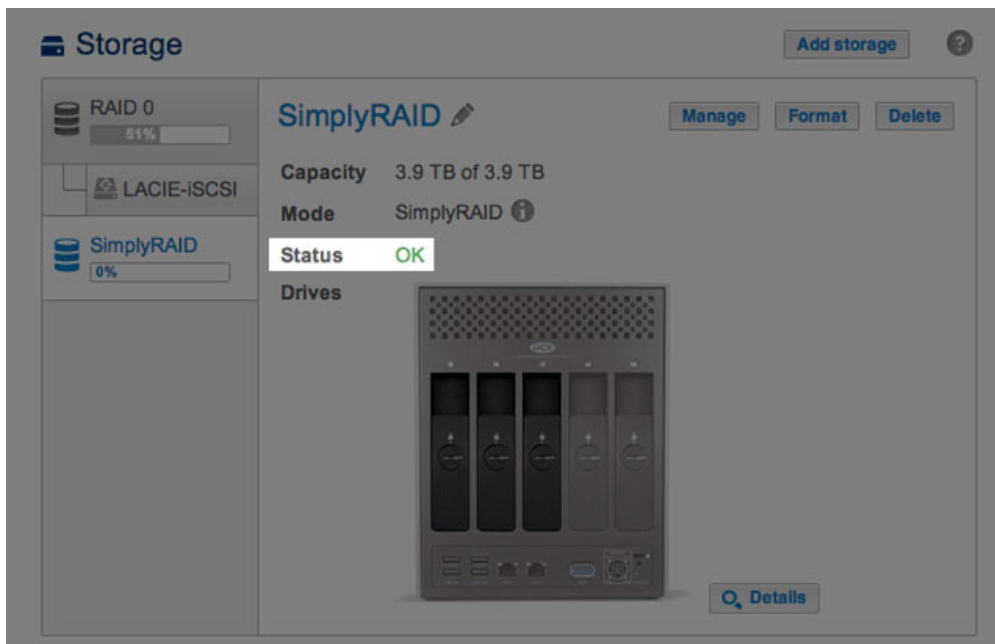 Storage
Add storage
?
RAID 0
51%
LACIE-iSCSI
SimplyRAID
0%
SimplyRAID
Manage
Format
Delete
Capacity 3.9 TB of 3.9 TB
Mode SimplyRAID i
Status OK
Drives
Details